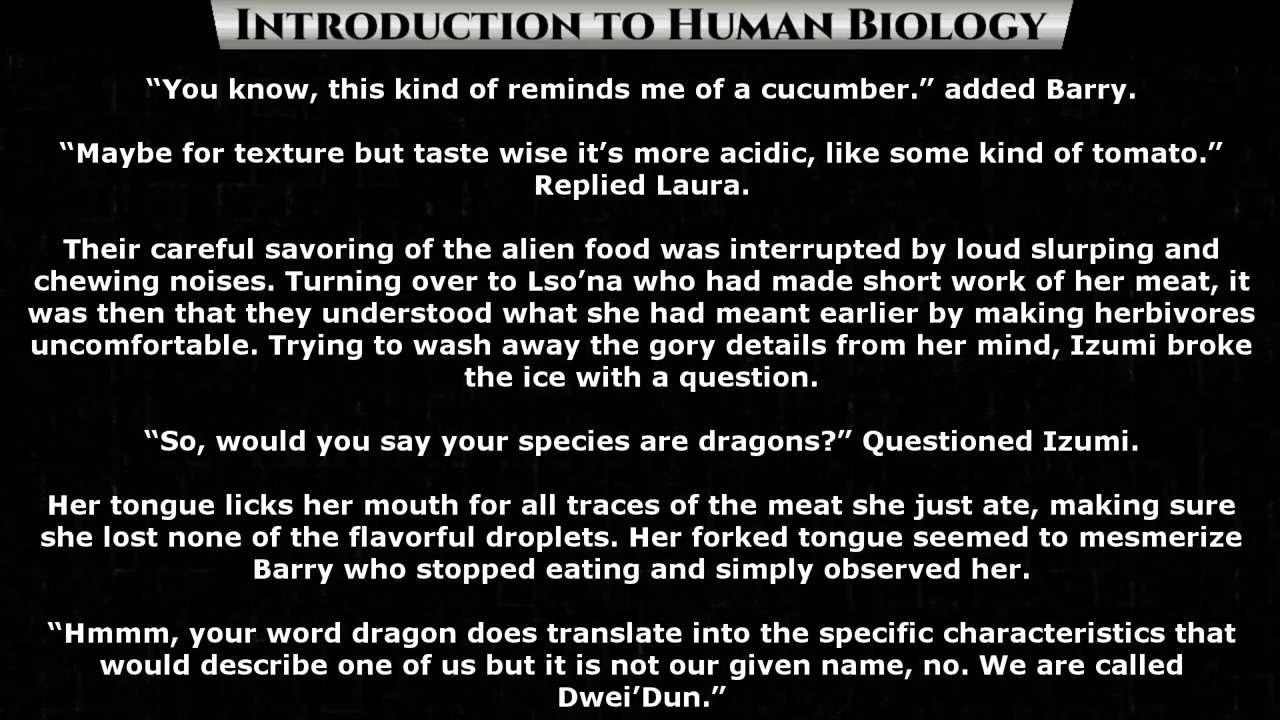 Introduction to Human Biology
“You know, this kind of reminds me of a cucumber.” added Barry.
“Maybe for texture but taste wise it’s more acidic, like some kind of tomato.”
Replied Laura.
Their careful savoring of the alien food was interrupted by loud slurping and
chewing noises. Turning over to Lso’na who had made short work of her meat, it
was then that they understood what she had meant earlier by making herbivores
uncomfortable. Trying to wash away the gory details from her mind, Izumi broke
the ice with a question.
“So, would you say your species are dragons?” Questioned Izumi.
Her tongue licks her mouth for all traces of the meat she just ate, making sure
she lost none of the flavorful droplets. Her forked tongue seemed to mesmerize
Barry who stopped eating and simply observed her.
“Hmmm, your word dragon does translate into the specific characteristics that
would describe one of us but it is not our given name, no. We are called
Dwei’Dun.”